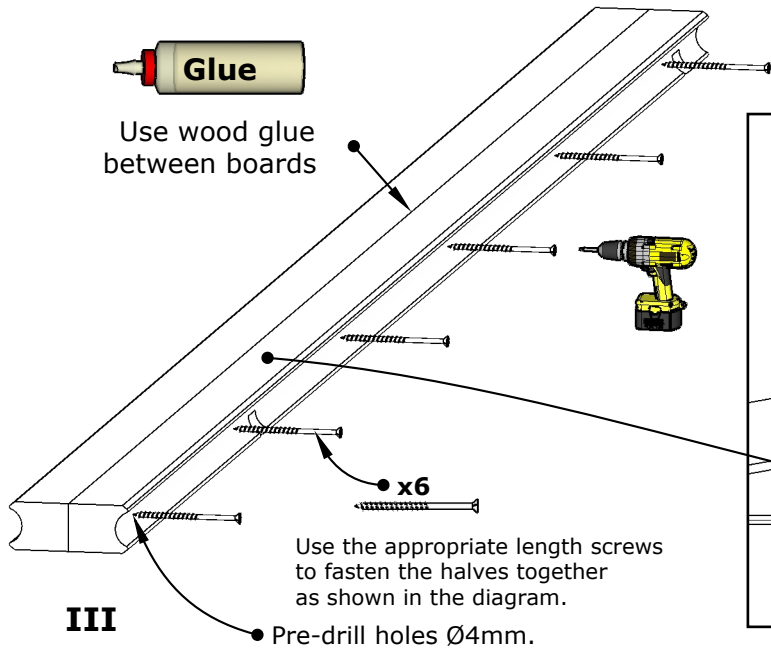 Glue
Use wood glue
between boards
x6
Use the appropriate length screws
to fasten the halves together
as shown in the diagram.
III
Pre-drill holes Ø4mm.